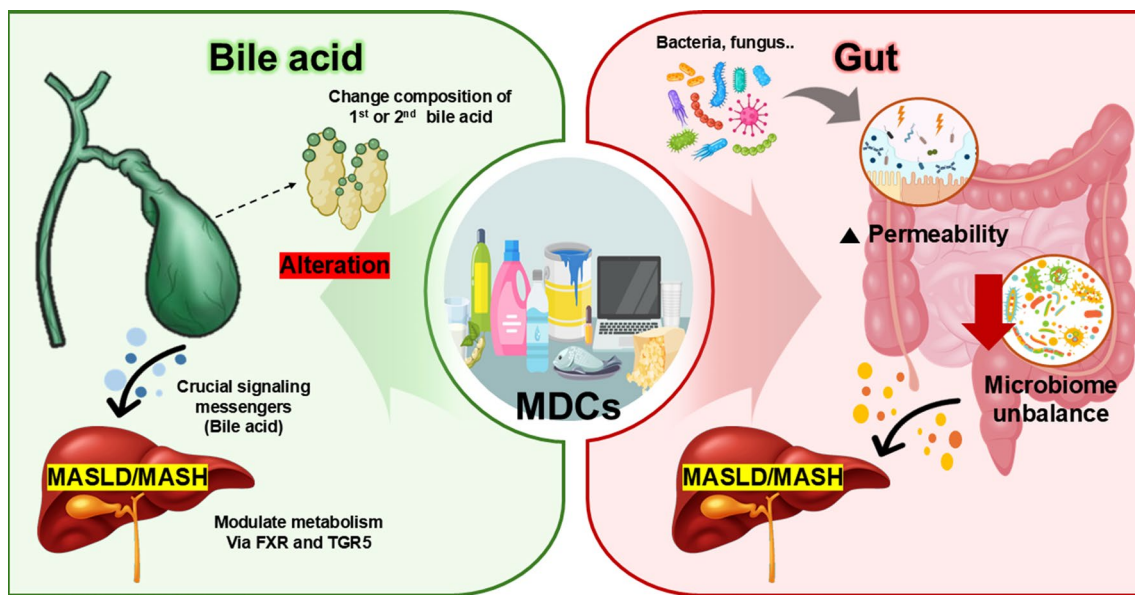 Bile acid
Change composition of
1st or 2nd bile acid
Alteration
Crucial signaling
messengers
(Bile acid)
MASLD/MASH
Modulate metabolism
Via FXR and TGR5
MDCs
Gut
Bacteria, fungus..
▲ Permeability
Microbiome
unbalance
MASLD/MASH